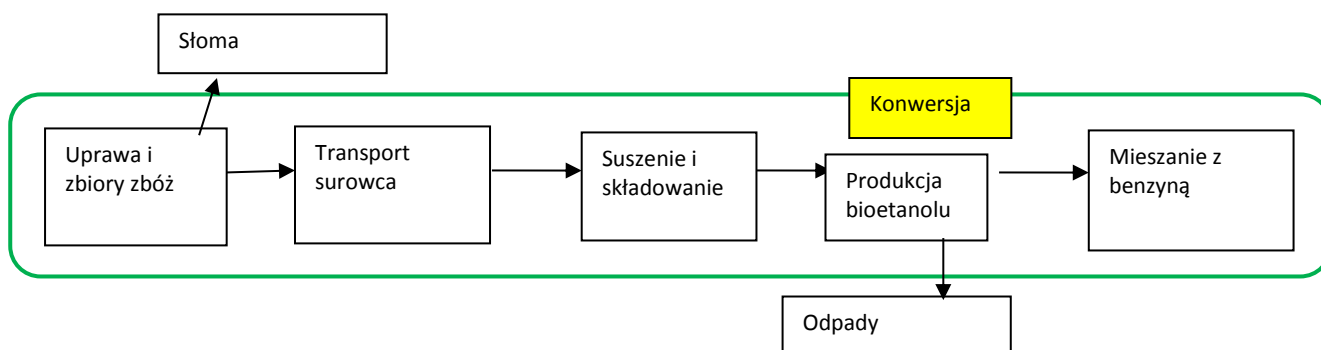 Słoma
Konwersja
Uprawa i
zbiory zbóż
Transport
surowca
Suszenie i
składowanie
Produkcja
bioetanolu
Mieszanie z
benzyną
Odpady